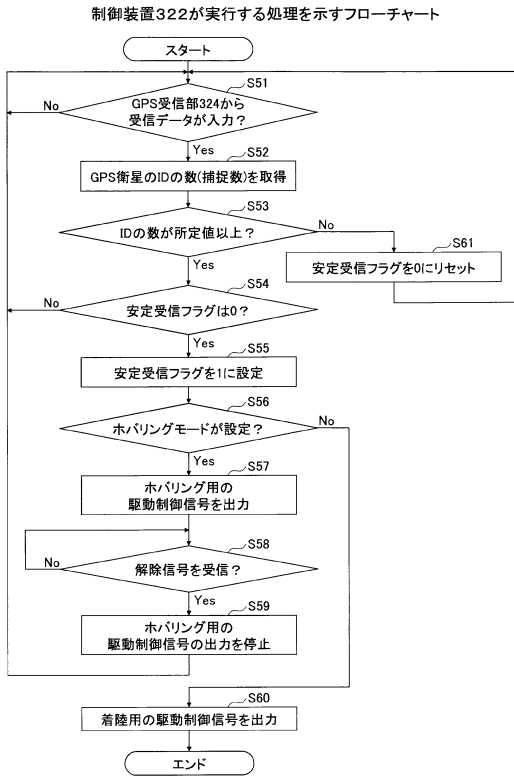 制御装置322が実行する処理を示すフローチャート
スタート
S51
GPS受信部324から
受信データが入力？
No
Yes
S52
GPS衛星のIDの数(捕捉数)を取得
S53
IDの数が所定値以上？
No
Yes
S61
安定受信フラグを0にリセット
S54
安定受信フラグは0？
No
Yes
S55
安定受信フラグを1に設定
S56
ホバリングモードが設定？
No
Yes
S57
ホバリング用の
駆動制御信号を出力
S58
解除信号を受信？
No
Yes
S59
ホバリング用の
駆動制御信号の出力を停止
S60
着陸用の駆動制御信号を出力
エンド